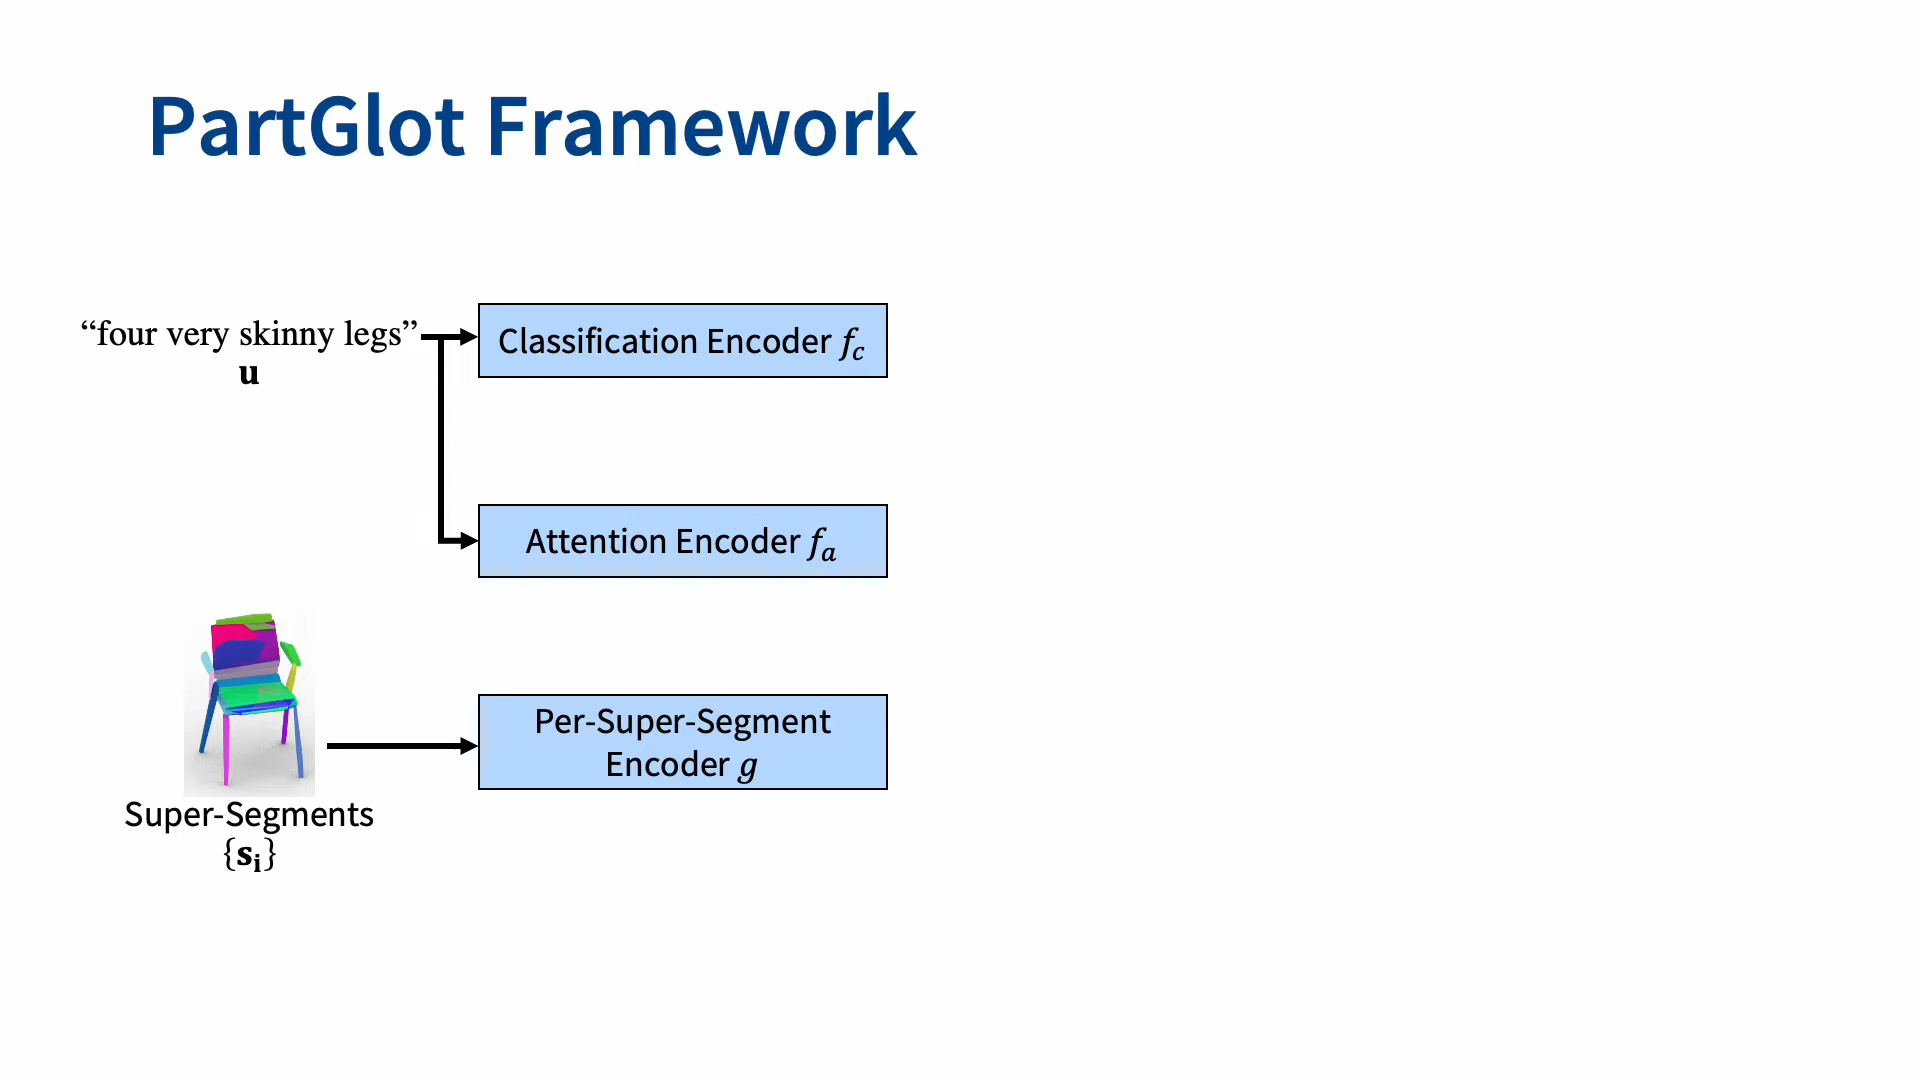 PartGlot Framework
“four very skinny legs”
u
Classification Encoder f_c
Attention Encoder f_a
Per-Super-Segment
Encoder g
Super-Segments
{s_i}